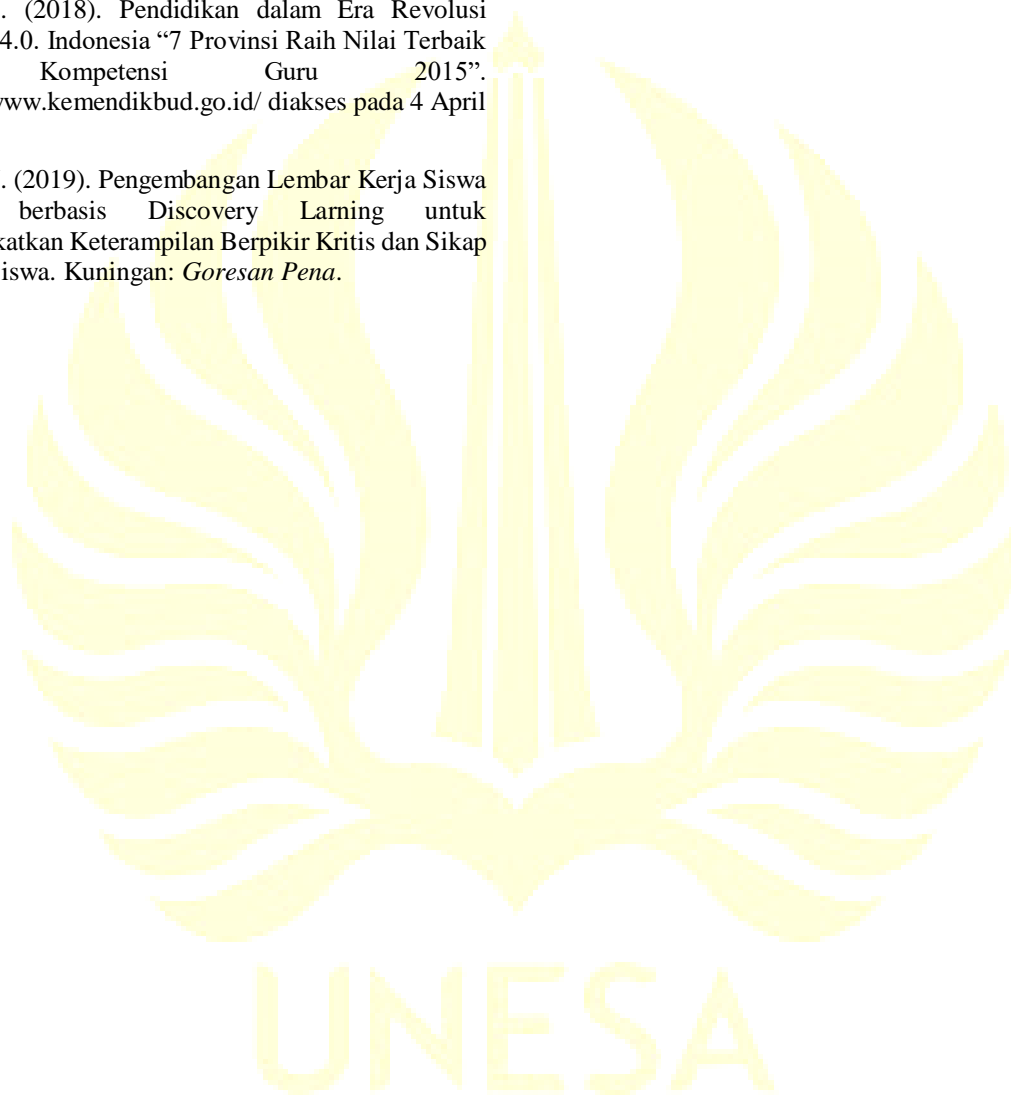 . (2018). Pendidikan dalam Era Revolusi
4.0. Indonesia “7 Provinsi Raih Nilai Terbaik
Kompetensi Guru 2015”.
www.kemendikbud.go.id/ diakses pada 4 April
. (2019). Pengembangan Lembar Kerja Siswa
berbasis Discovery Larning untuk
katkan Keterampilan Berpikir Kritis dan Sikap
iswa. Kuningan: Goresan Pena.
UNESA